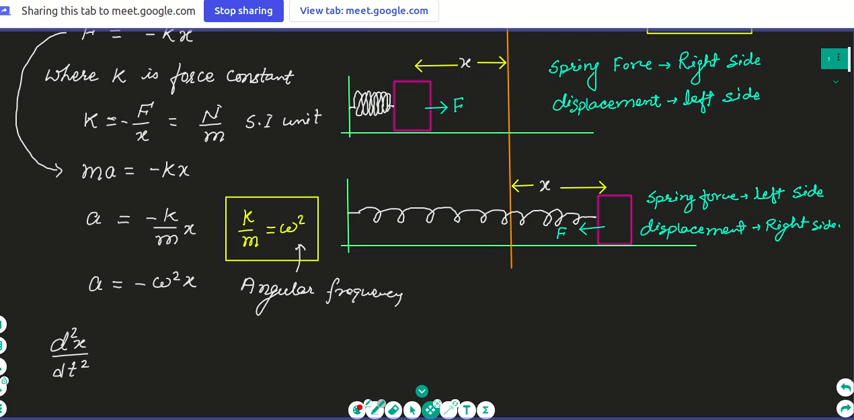 Sharing this tab to meet.google.com
Stop sharing
View tab: meet.google.com
F = -Kx
where K is force constant
K = -F/x = N/m S.I unit
ma = -Kx
a = -k/m x
k/m = ω²
a = -ω²x
Angular frequency
d²x/dt²
x
F
Spring Force → Right Side
displacement → left side
x
F
Spring force → left Side
displacement → Right side.
T
Σ